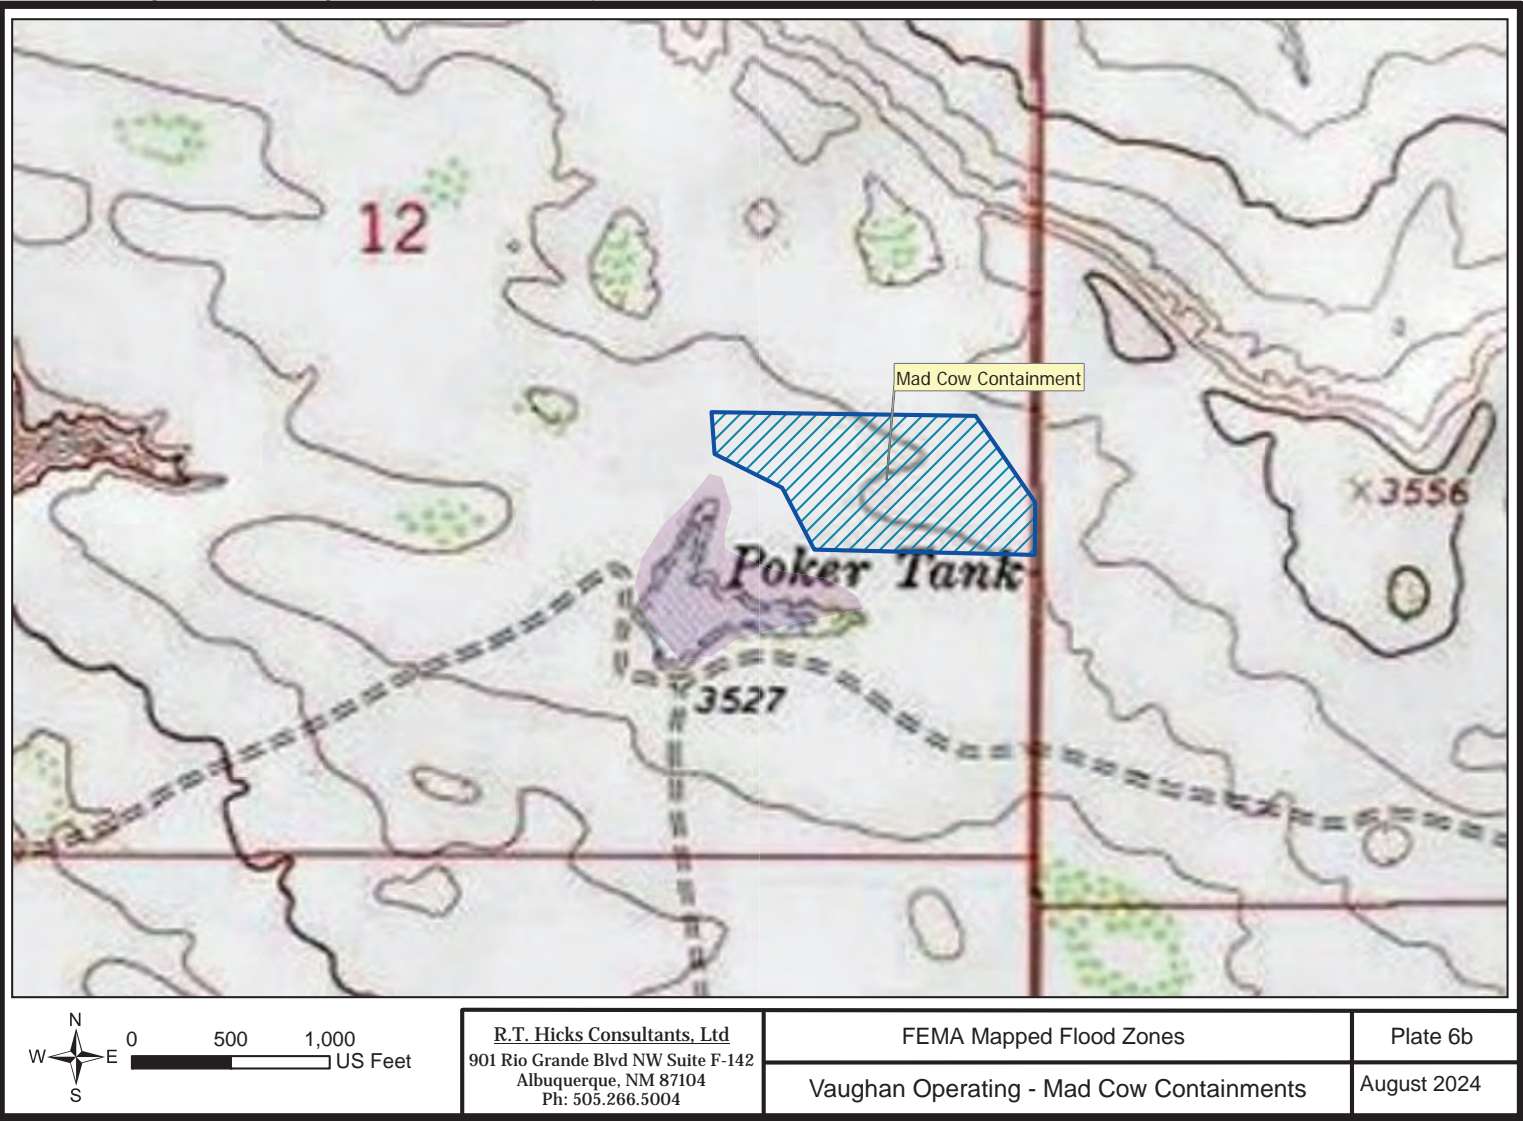 12
Mad Cow Containment
3556
Poker Tank
3527
N
W E
S
0 500 1,000
US Feet
R.T. Hicks Consultants, Ltd
901 Rio Grande Blvd NW Suite F-142
Albuquerque, NM 87104
Ph: 505.266.5004
FEMA Mapped Flood Zones
Vaughan Operating - Mad Cow Containments
Plate 6b
August 2024